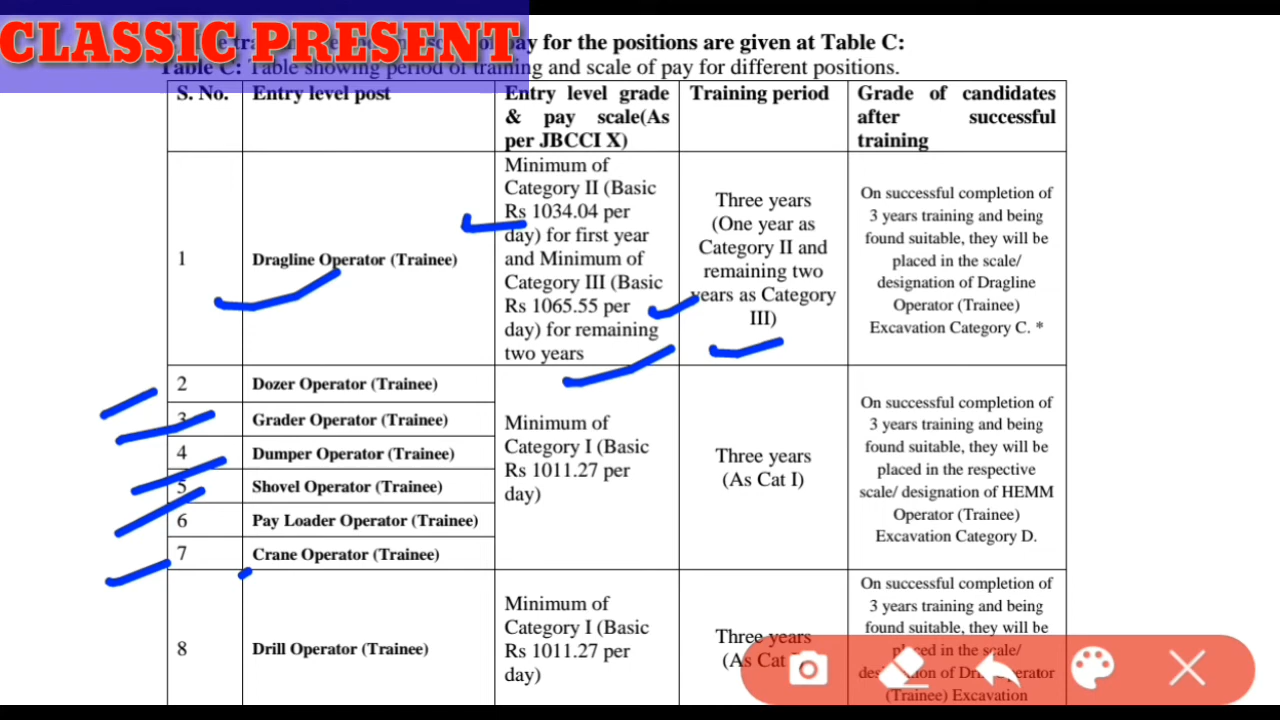 CLASSIC PRESENT
pay for the positions are given at Table C:
Table C: Table showing period of training and scale of pay for different positions.
S. No. Entry level post Entry level grade & pay scale(As per JBCCI X) Training period Grade of candidates after successful training
1
Dragline Operator (Trainee)
Minimum of
Category II (Basic
Rs 1034.04 per
day) for first year
and Minimum of
Category III (Basic
Rs 1065.55 per
day) for remaining
two years
Three years
(One year as
Category II and
remaining two
years as Category
III)
On successful completion of
3 years training and being
found suitable, they will be
placed in the scale/
designation of Dragline
Operator (Trainee)
Excavation Category C. *
2 Dozer Operator (Trainee)
3 Grader Operator (Trainee)
4 Dumper Operator (Trainee)
5 Shovel Operator (Trainee)
6 Pay Loader Operator (Trainee)
7 Crane Operator (Trainee)
Minimum of
Category I (Basic
Rs 1011.27 per
day)
Three years
(As Cat I)
On successful completion of
3 years training and being
found suitable, they will be
placed in the respective
scale/ designation of HEMM
Operator (Trainee)
Excavation Category D.
8 Drill Operator (Trainee)
Minimum of
Category I (Basic
Rs 1011.27 per
day)
Three years
(As Cat
On successful completion of
3 years training and being
found suitable, they will be
placed in the scale/
designation of Drill Operator
(Trainee) Excavation